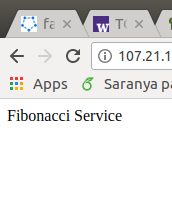 fa
TC
107.21.1
Apps
Saranya pa
Fibonacci Service